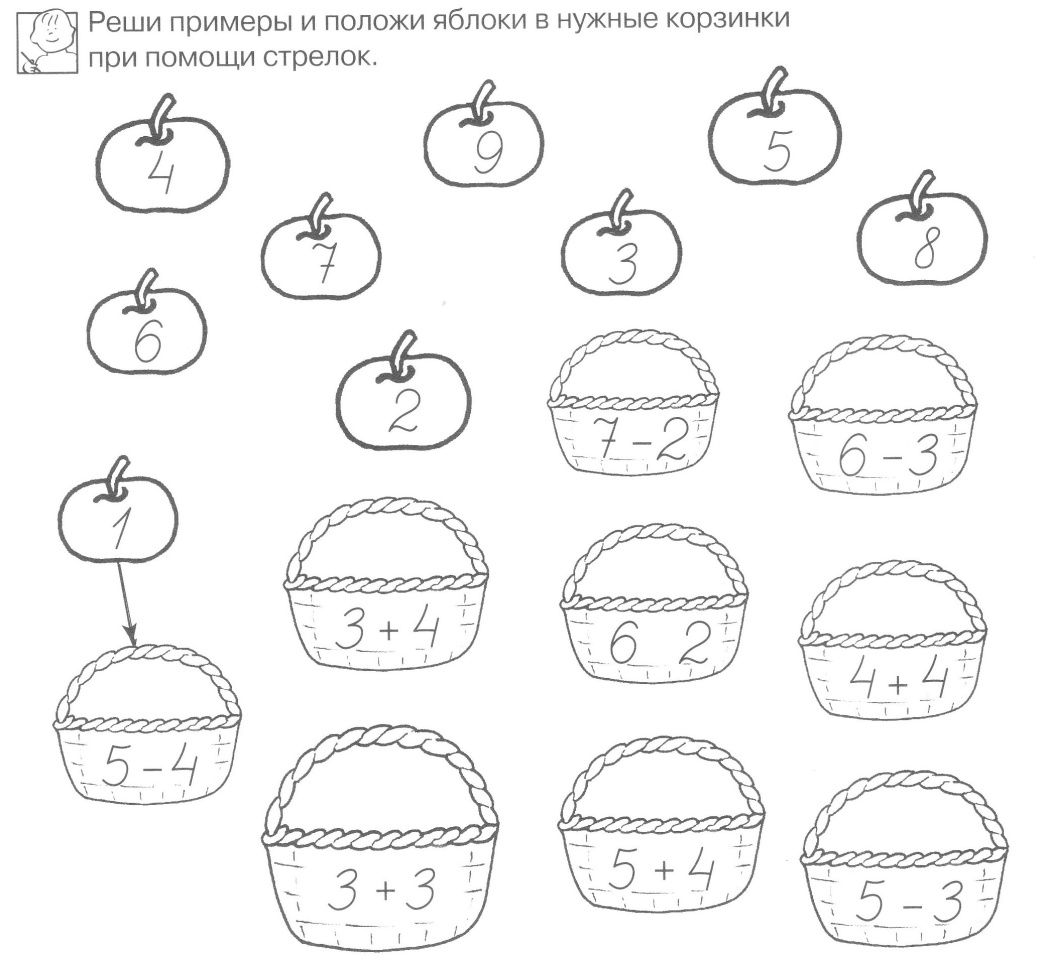 Реши примеры и положи яблоки в нужные корзинки
при помощи стрелок.
4
9
5
7
3
8
6
2
1
7 – 2
6 – 3
3 + 4
6 2
4 + 4
5 – 4
3 + 3
5 + 4
5 – 3